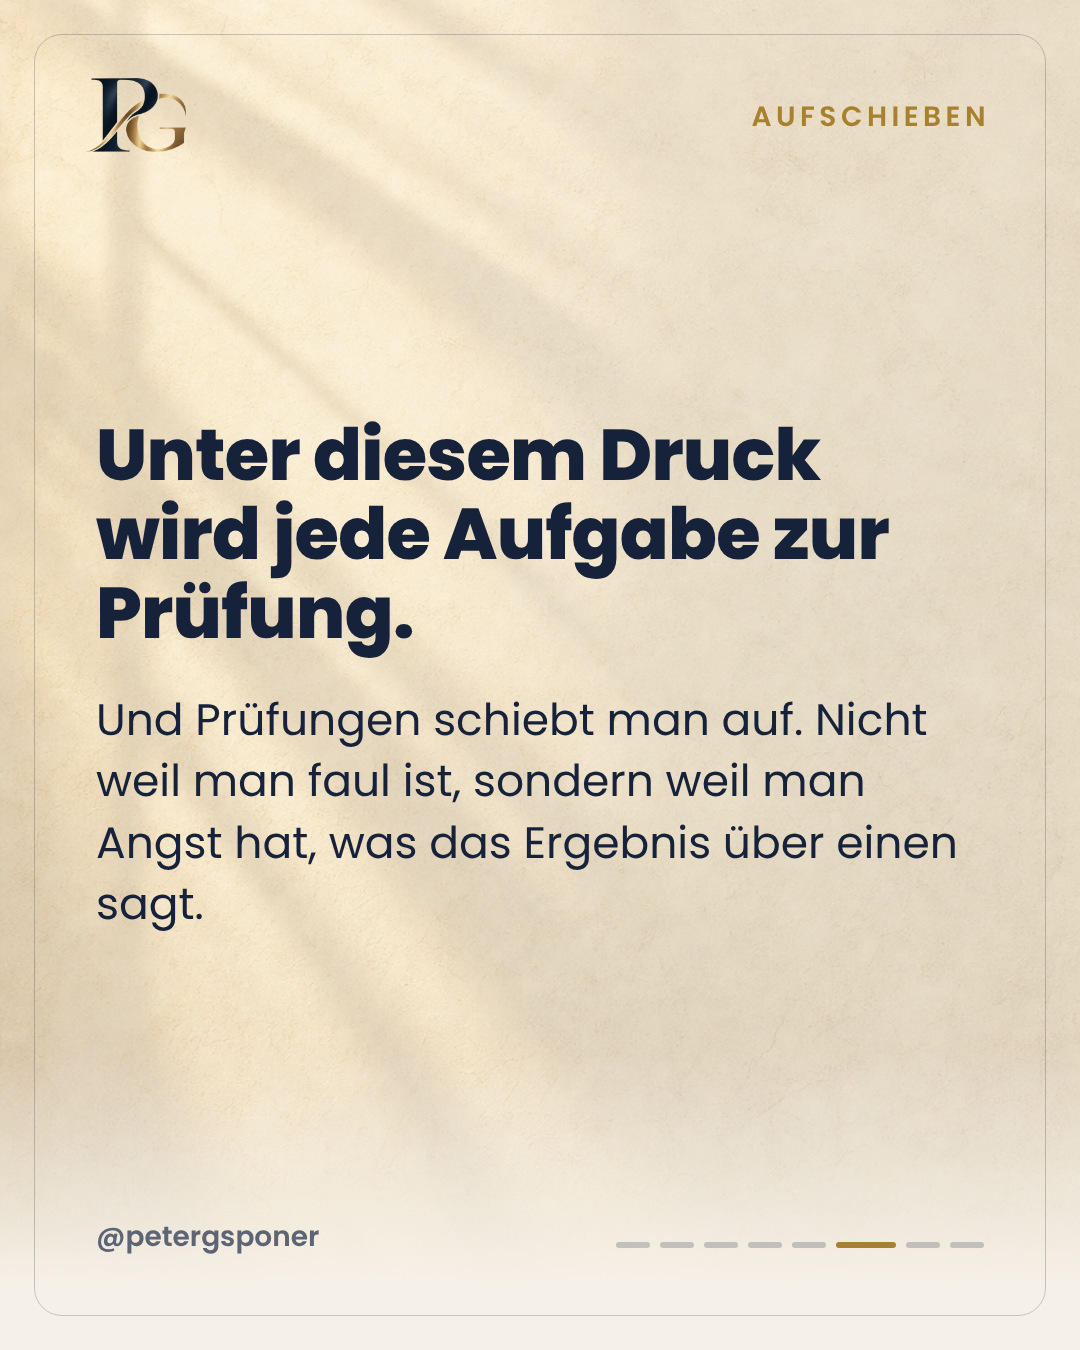 PG
AUFSCHIEBEN
Unter diesem Druck
wird jede Aufgabe zur
Prüfung.
Und Prüfungen schiebt man auf. Nicht
weil man faul ist, sondern weil man
Angst hat, was das Ergebnis über einen
sagt.
@petergsponer